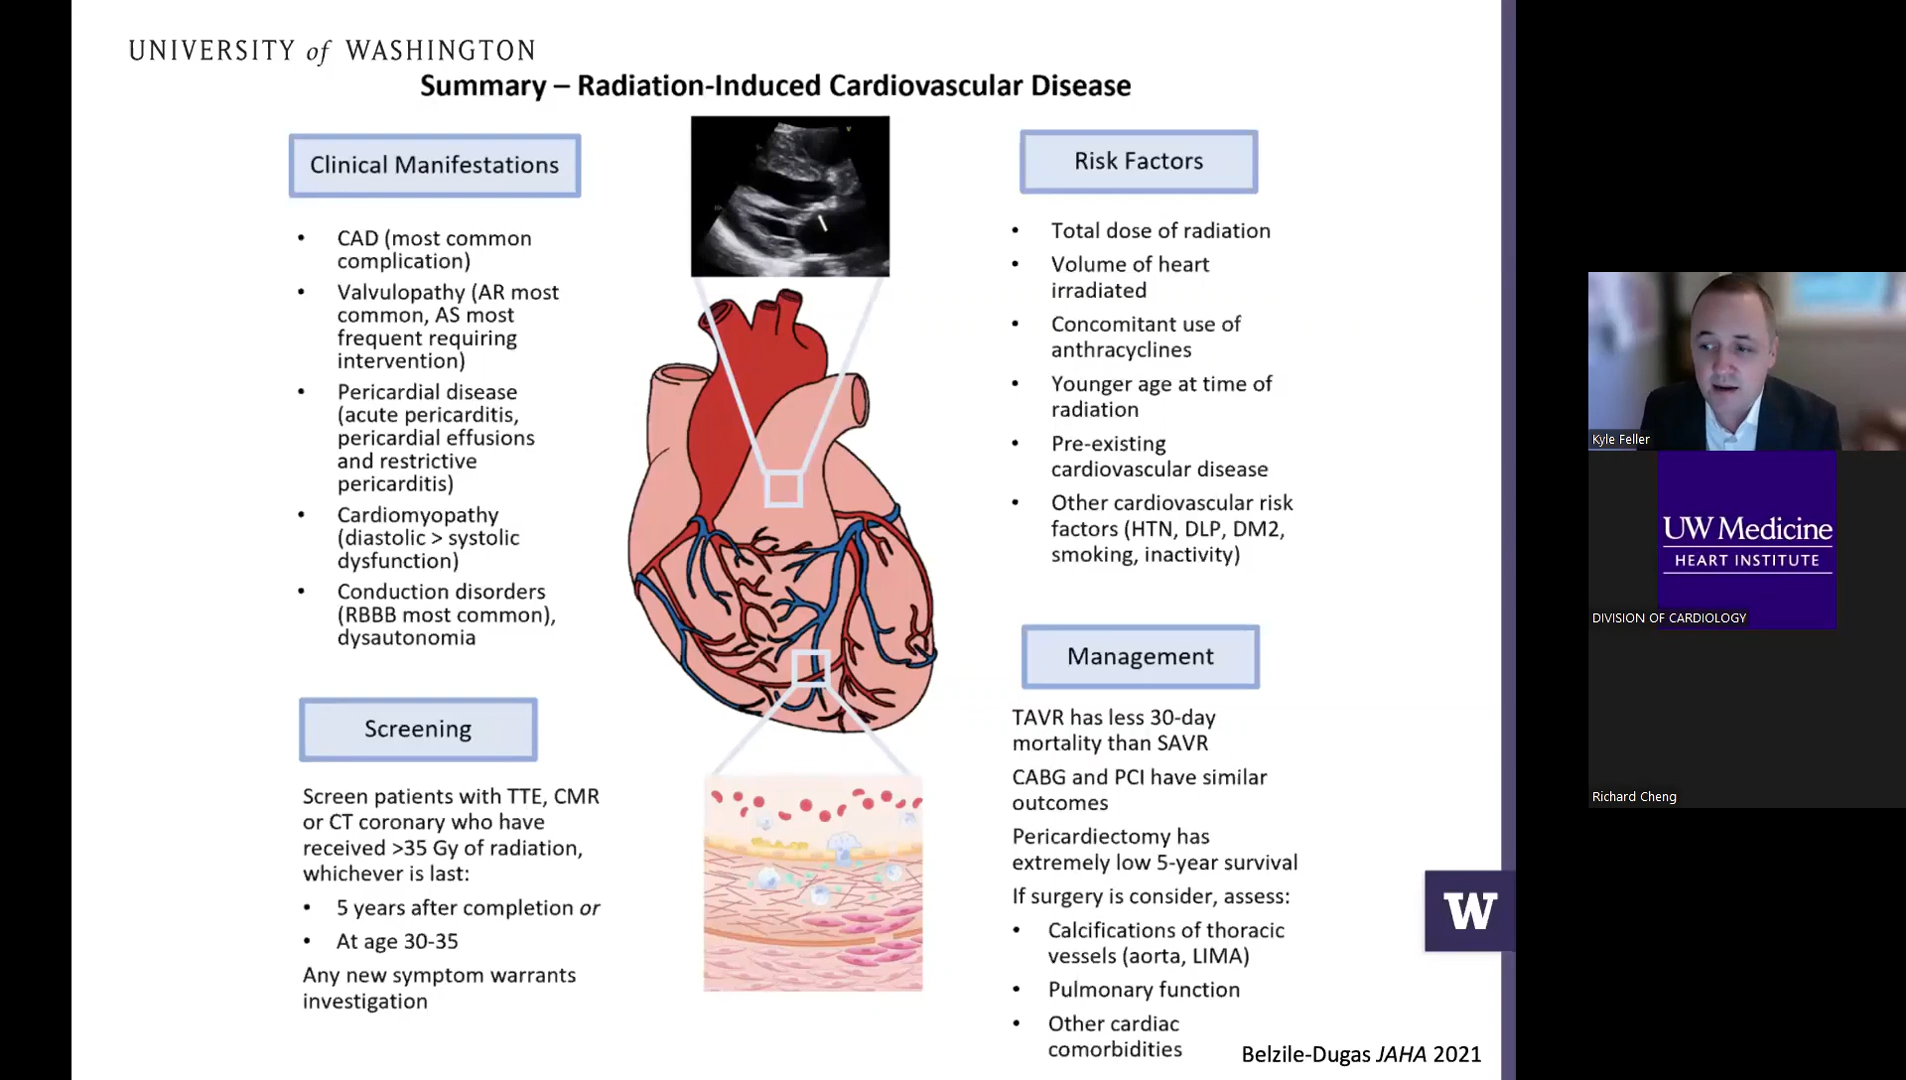 UNIVERSITY of WASHINGTON
Summary – Radiation-Induced Cardiovascular Disease
Clinical Manifestations
• CAD (most common
complication)
• Valvulopathy (AR most
common, AS most
frequent requiring
intervention)
• Pericardial disease
(acute pericarditis,
pericardial effusions
and restrictive
pericarditis)
• Cardiomyopathy
(diastolic > systolic
dysfunction)
• Conduction disorders
(RBBB most common),
dysautonomia
Screening
Screen patients with TTE, CMR
or CT coronary who have
received >35 Gy of radiation,
whichever is last:
• 5 years after completion or
• At age 30-35
Any new symptom warrants
investigation
Risk Factors
• Total dose of radiation
• Volume of heart
irradiated
• Concomitant use of
anthracyclines
• Younger age at time of
radiation
• Pre-existing
cardiovascular disease
• Other cardiovascular risk
factors (HTN, DLP, DM2,
smoking, inactivity)
Management
TAVR has less 30-day
mortality than SAVR
CABG and PCI have similar
outcomes
Pericardiectomy has
extremely low 5-year survival
If surgery is consider, assess:
• Calcifications of thoracic
vessels (aorta, LIMA)
• Pulmonary function
• Other cardiac
comorbidities
Belzile-Dugas JAHA 2021
W
Kyle Feller
UW Medicine
HEART INSTITUTE
DIVISION OF CARDIOLOGY
Richard Cheng